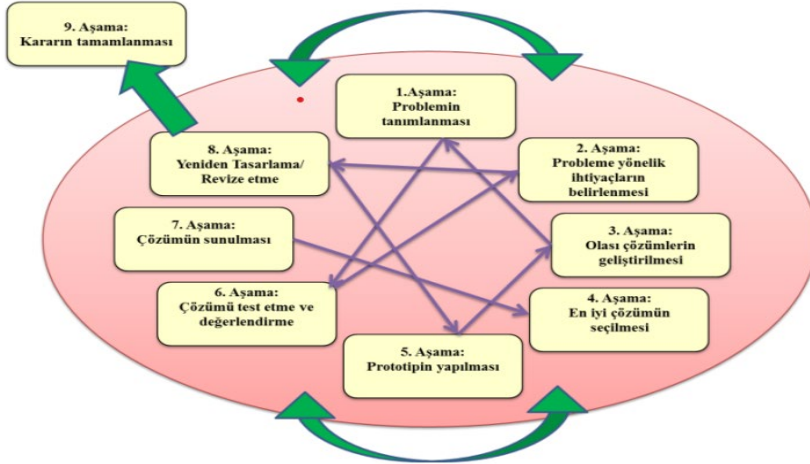 9. Aşama:
Kararın tamamlanması
1.Aşama:
Problemin
tanımlanması
2. Aşama:
Probleme yönelik
ihtiyaçların
belirlenmesi
3. Aşama:
Olası çözümlerin
geliştirilmesi
4. Aşama:
En iyi çözümün
seçilmesi
5. Aşama:
Prototipin yapılması
6. Aşama:
Çözümü test etme ve
değerlendirme
7. Aşama:
Çözümün sunulması
8. Aşama:
Yeniden Tasarlama/
Revize etme